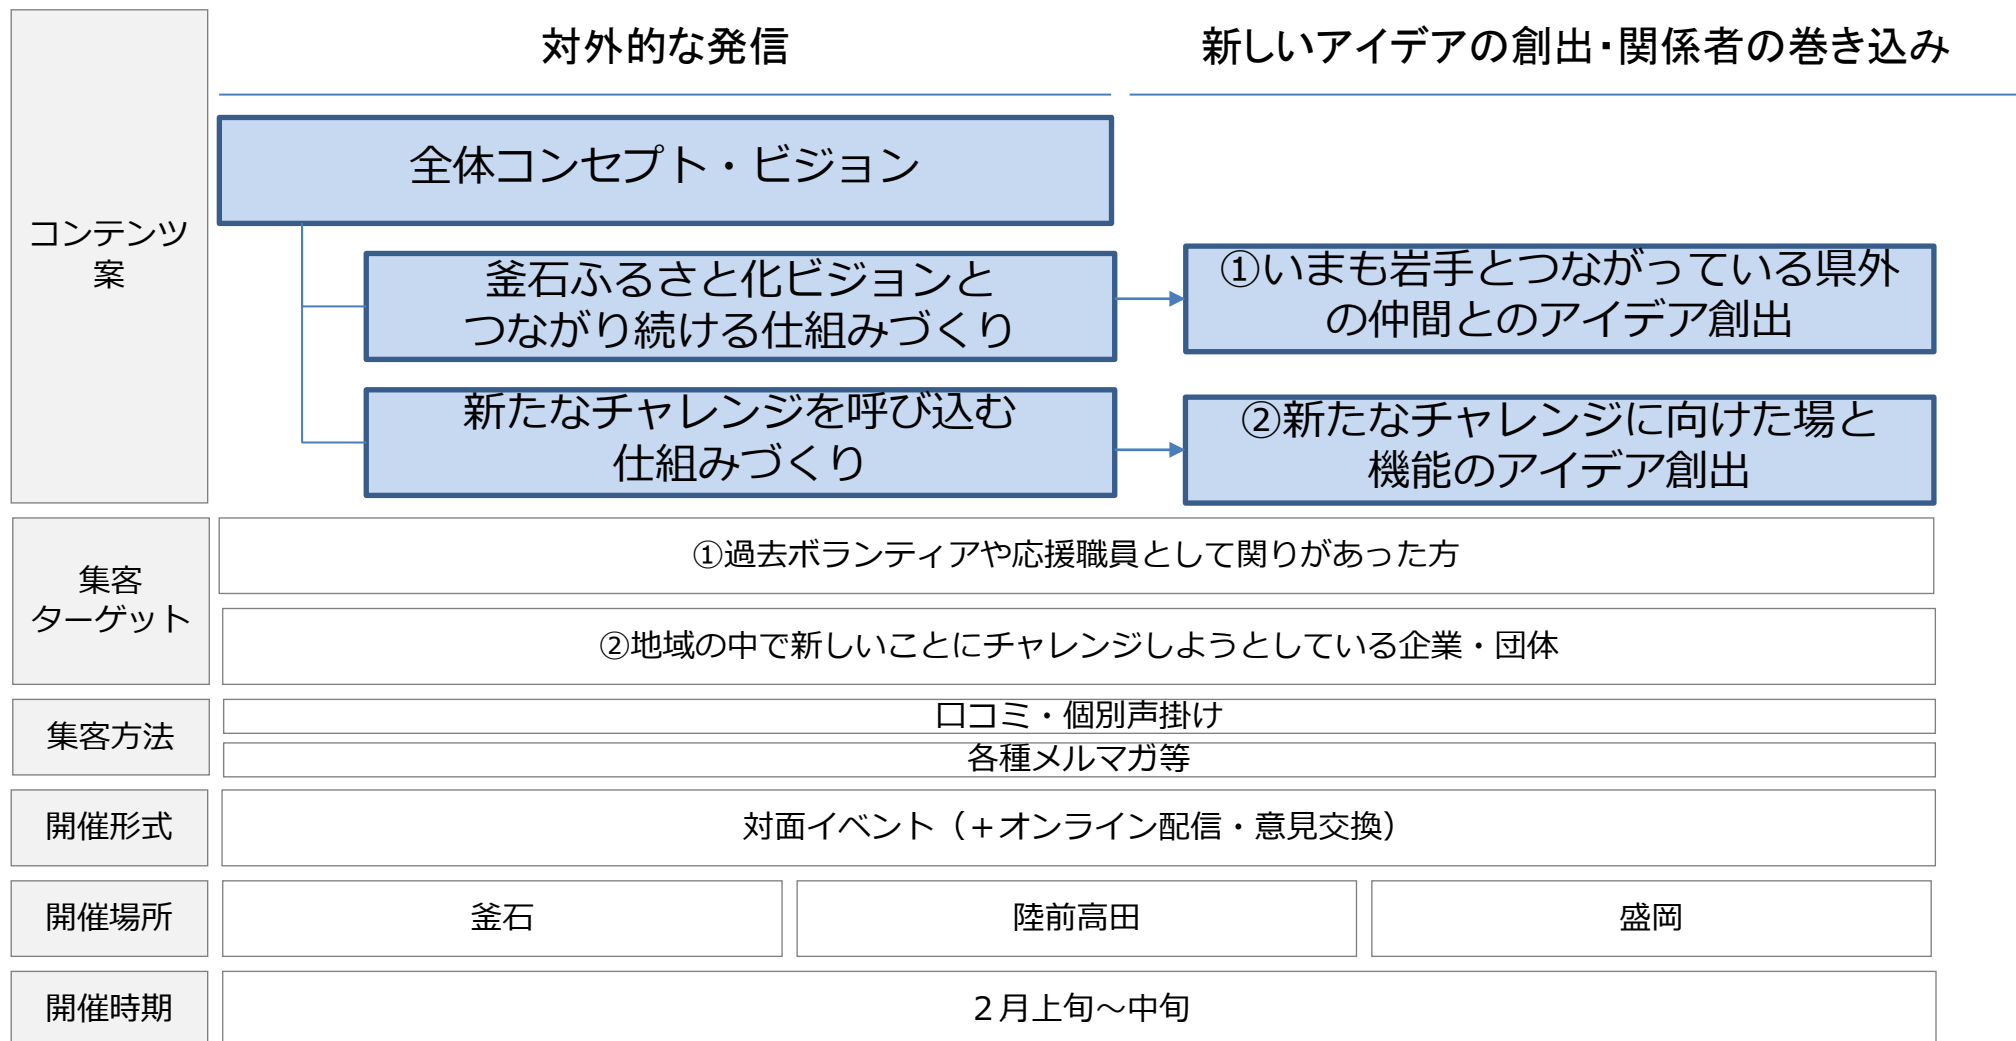 対外的な発信
新しいアイデアの創出・関係者の巻き込み
コンテンツ
案
全体コンセプト・ビジョン
釜石ふるさと化ビジョンと
つながり続ける仕組みづくり
①いまも岩手とつながっている県外
の仲間とのアイデア創出
新たなチャレンジを呼び込む
仕組みづくり
②新たなチャレンジに向けた場と
機能のアイデア創出
集客
ターゲット
①過去ボランティアや応援職員として関りがあった方
②地域の中で新しいことにチャレンジしようとしている企業・団体
集客方法
口コミ・個別声掛け
各種メルマガ等
開催形式
対面イベント（＋オンライン配信・意見交換）
開催場所
釜石
陸前高田
盛岡
開催時期
２月上旬～中旬